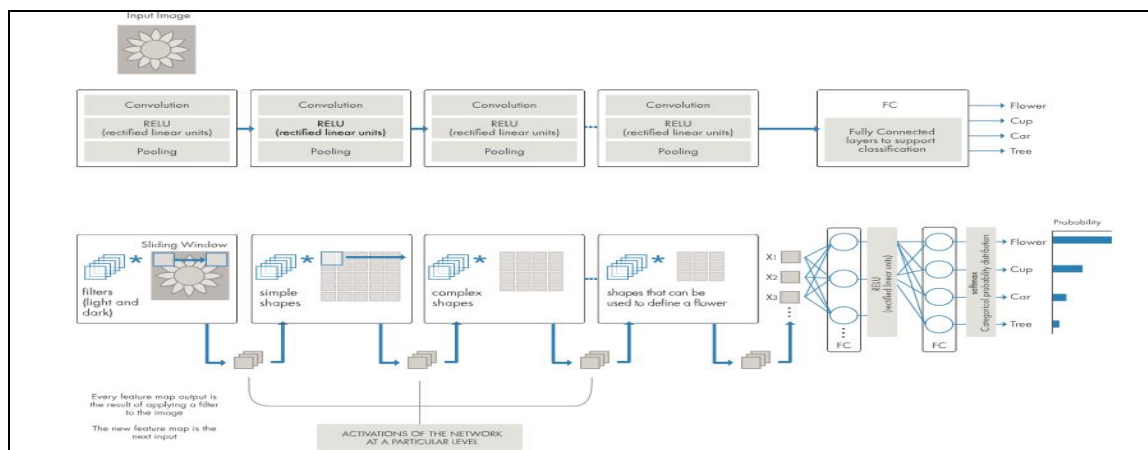 Input Image
Convolution
RELU
(rectified linear units)
Pooling
Convolution
RELU
(rectified linear units)
Pooling
Convolution
RELU
(rectified linear units)
Pooling
Convolution
RELU
(rectified linear units)
Pooling
FC
Fully Connected
layers to support
classification
Flower
Cup
Car
Tree
Sliding Window
*
filters
(light and
dark)
*
simple
shapes
*
complex
shapes
*
shapes that can be
used to define a flower
X1
X2
X3
FC
RELU
(rectified linear units)
FC
softmax
Categorical probability distribution
Flower
Cup
Car
Tree
Probability
Every feature map output is
the result of applying a filter
to the image
The new feature map is the
next input
ACTIVATIONS OF THE NETWORK
AT A PARTICULAR LEVEL